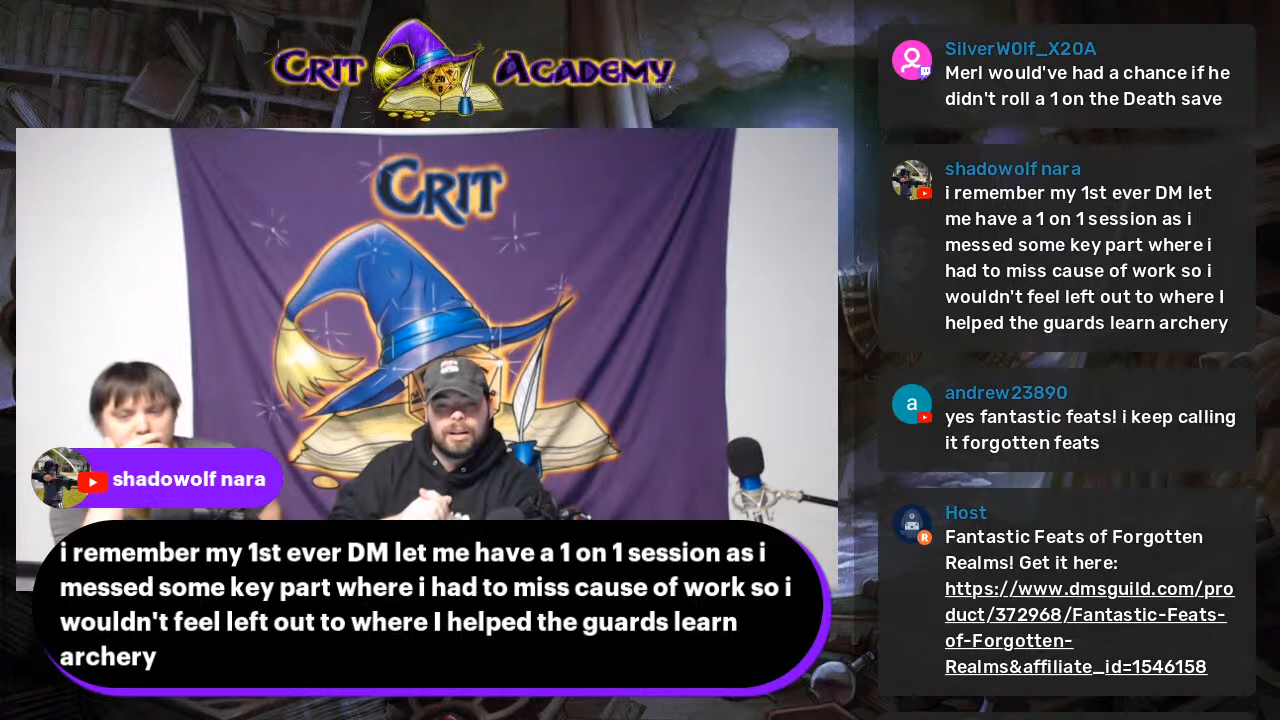 CRIT ACADEMY
CRIT
shadowolf nara
i remember my 1st ever DM let me have a 1 on 1 session as i
messed some key part where i had to miss cause of work so i
wouldn't feel left out to where I helped the guards learn
archery
SilverW0lf_X20A
Merl would've had a chance if he
didn't roll a 1 on the Death save
shadowolf nara
i remember my 1st ever DM let
me have a 1 on 1 session as i
messed some key part where i
had to miss cause of work so i
wouldn't feel left out to where I
helped the guards learn archery
andrew23890
yes fantastic feats! i keep calling
it forgotten feats
Host
Fantastic Feats of Forgotten
Realms! Get it here:
https://www.dmsguild.com/pro
duct/372968/Fantastic-Feats-
of-Forgotten-
Realms&affiliate_id=1546158